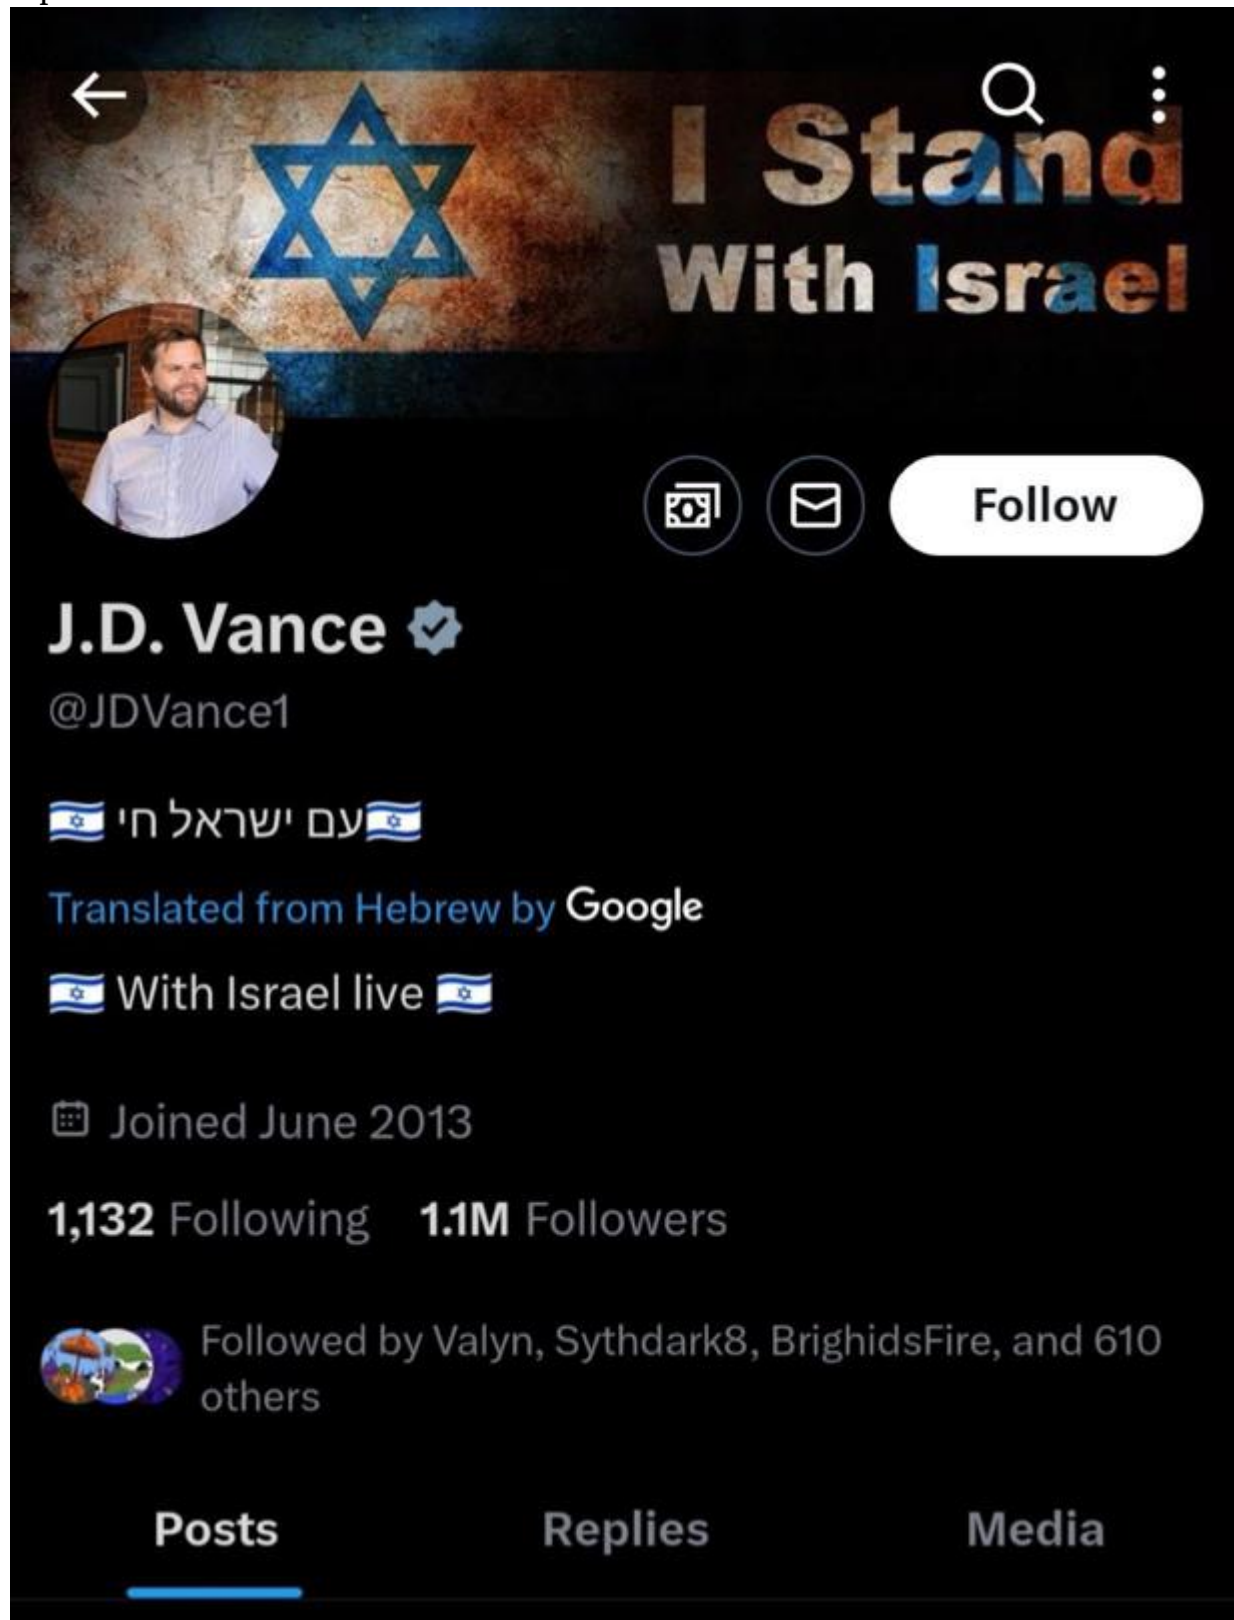 I Stand
With Israel
Follow
J.D. Vance
@JDVance1
🇮🇱עם ישראל חי 🇮🇱
Translated from Hebrew by Google
🇮🇱 With Israel live 🇮🇱
Joined June 2013
1,132 Following 1.1M Followers
Followed by Valyn, Sythdark8, BrighidsFire, and 610
others
Posts Replies Media